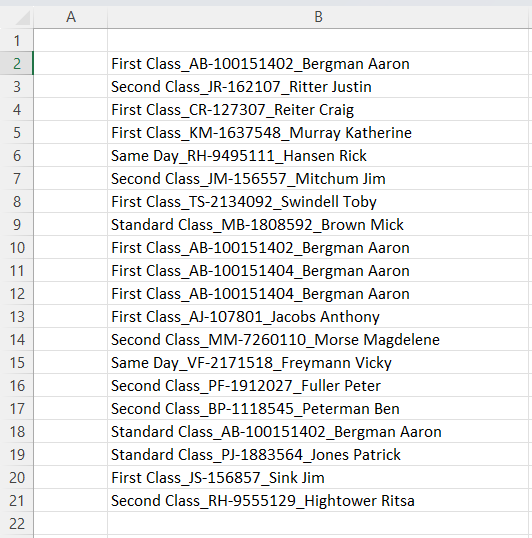 A B
1
2 First Class_AB-100151402_Bergman Aaron
3 Second Class_JR-162107_Ritter Justin
4 First Class_CR-127307_Reiter Craig
5 First Class_KM-1637548_Murray Katherine
6 Same Day_RH-9495111_Hansen Rick
7 Second Class_JM-156557_Mitchum Jim
8 First Class_TS-2134092_Swindell Toby
9 Standard Class_MB-1808592_Brown Mick
10 First Class_AB-100151402_Bergman Aaron
11 First Class_AB-100151404_Bergman Aaron
12 First Class_AB-100151404_Bergman Aaron
13 First Class_AJ-107801_Jacobs Anthony
14 Second Class_MM-7260110_Morse Magdelene
15 Same Day_VF-2171518_Freymann Vicky
16 Second Class_PF-1912027_Fuller Peter
17 Second Class_BP-1118545_Peterman Ben
18 Standard Class_AB-100151402_Bergman Aaron
19 Standard Class_PJ-1883564_Jones Patrick
20 First Class_JS-156857_Sink Jim
21 Second Class_RH-9555129_Hightower Ritsa
22